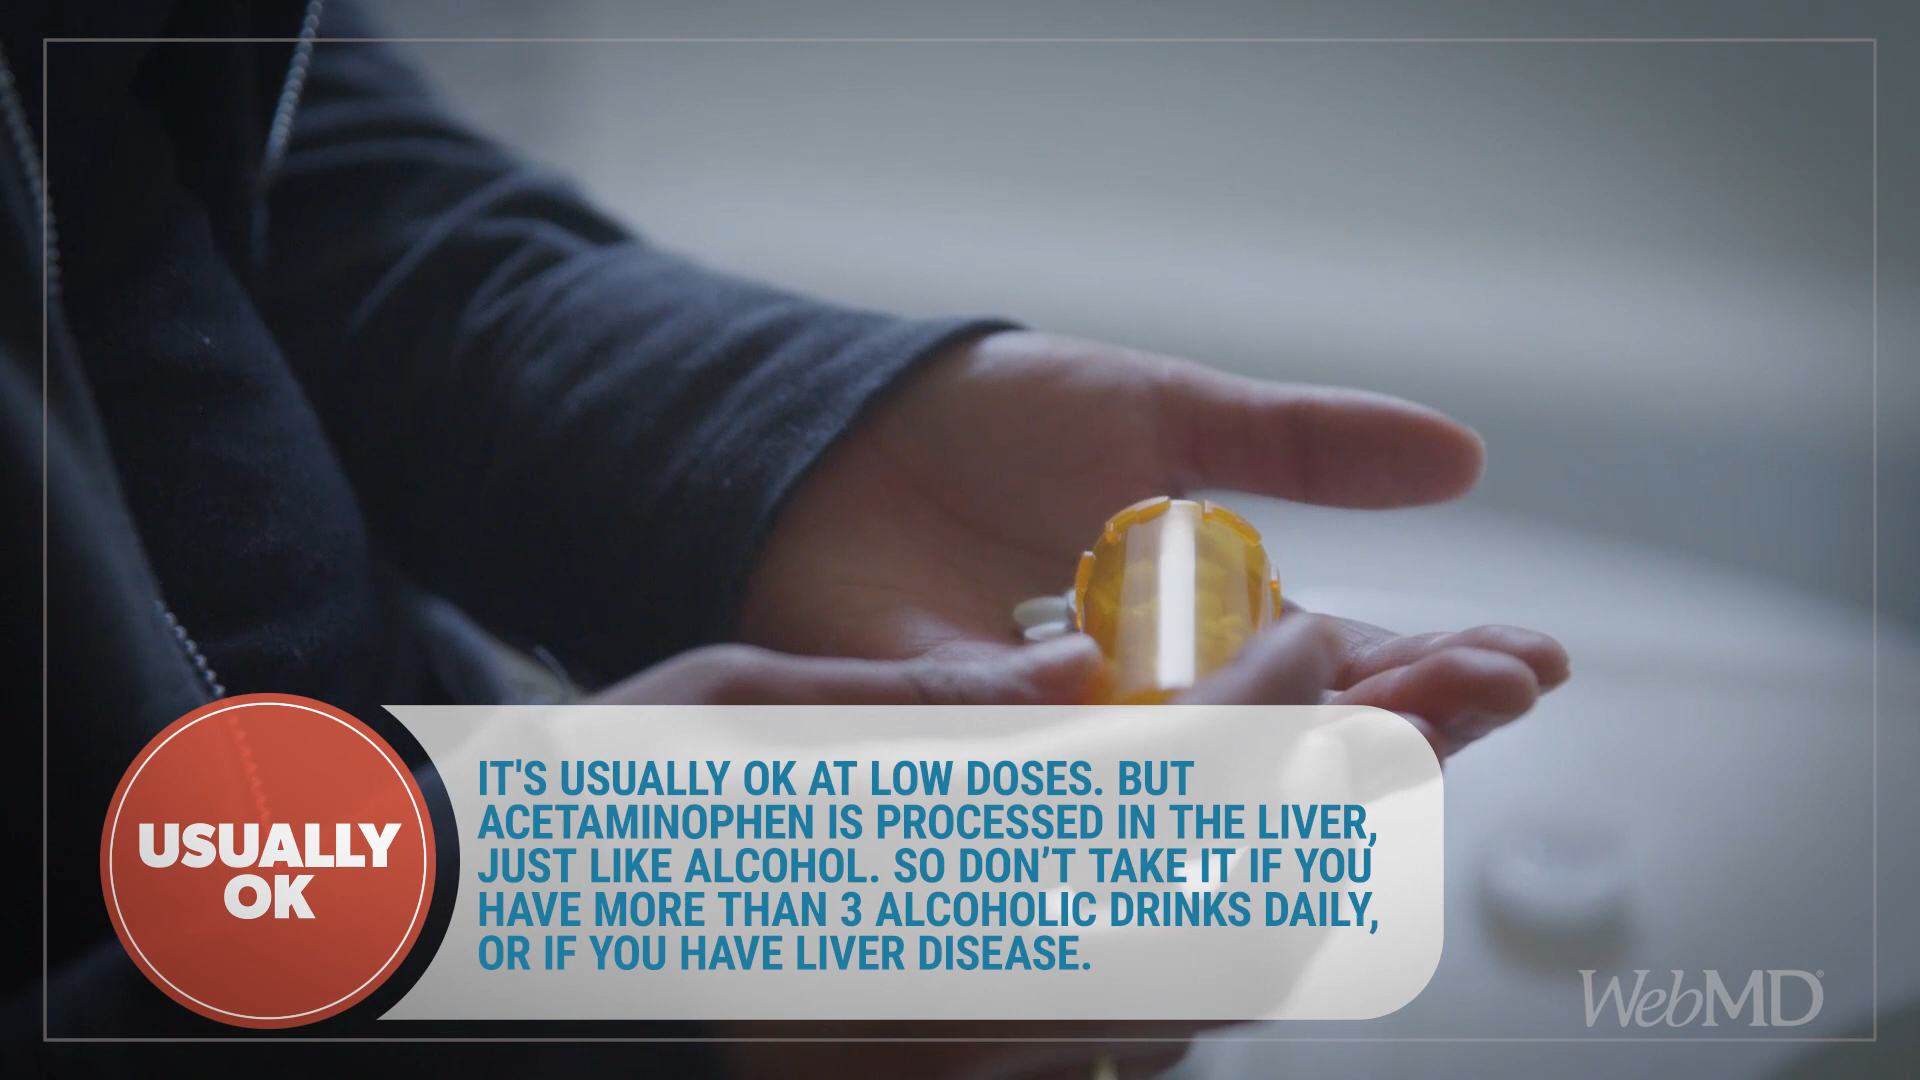 USUALLY
OK
IT'S USUALLY OK AT LOW DOSES. BUT
ACETAMINOPHEN IS PROCESSED IN THE LIVER,
JUST LIKE ALCOHOL. SO DON’T TAKE IT IF YOU
HAVE MORE THAN 3 ALCOHOLIC DRINKS DAILY,
OR IF YOU HAVE LIVER DISEASE.
WebMD®